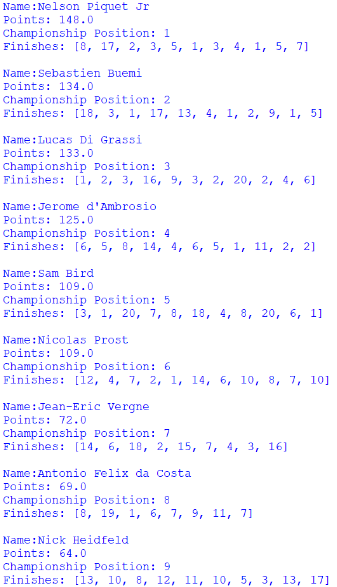 Name:Nelson Piquet Jr
Points: 148.0
Championship Position: 1
Finishes: [8, 17, 2, 3, 5, 1, 3, 4, 1, 5, 7]
Name:Sebastien Buemi
Points: 134.0
Championship Position: 2
Finishes: [18, 3, 1, 17, 13, 4, 1, 2, 9, 1, 5]
Name:Lucas Di Grassi
Points: 133.0
Championship Position: 3
Finishes: [1, 2, 3, 16, 9, 3, 2, 20, 2, 4, 6]
Name:Jerome d'Ambrosio
Points: 125.0
Championship Position: 4
Finishes: [6, 5, 8, 14, 4, 6, 5, 1, 11, 2, 2]
Name:Sam Bird
Points: 109.0
Championship Position: 5
Finishes: [3, 1, 20, 7, 8, 18, 4, 8, 20, 6, 1]
Name:Nicolas Prost
Points: 109.0
Championship Position: 6
Finishes: [12, 4, 7, 2, 1, 14, 6, 10, 8, 7, 10]
Name:Jean-Eric Vergne
Points: 72.0
Championship Position: 7
Finishes: [14, 6, 18, 2, 15, 7, 4, 3, 16]
Name:Antonio Felix da Costa
Points: 69.0
Championship Position: 8
Finishes: [8, 19, 1, 6, 7, 9, 11, 7]
Name:Nick Heidfeld
Points: 64.0
Championship Position: 9
Finishes: [13, 10, 8, 12, 11, 10, 5, 3, 13, 17]